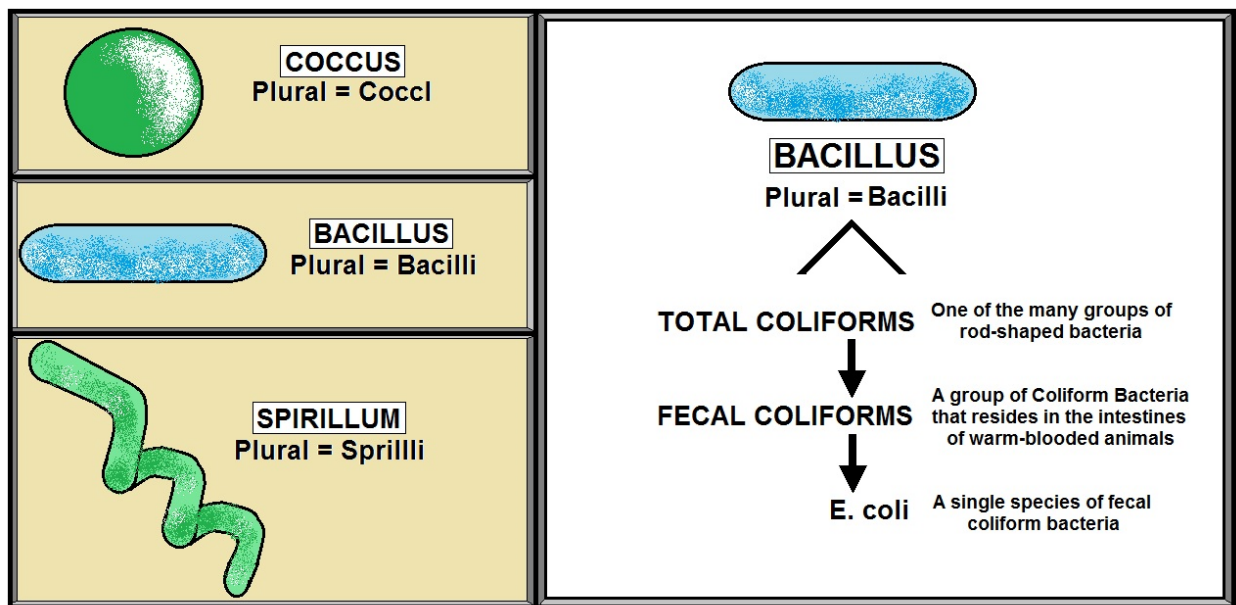 COCCUS
Plural = CoccI
BACILLUS
Plural = Bacilli
SPIRILLUM
Plural = Sprillli
BACILLUS
Plural = Bacilli
TOTAL COLIFORMS
One of the many groups of
rod-shaped bacteria
FECAL COLIFORMS
A group of Coliform Bacteria
that resides in the intestines
of warm-blooded animals
E. coli
A single species of fecal
coliform bacteria